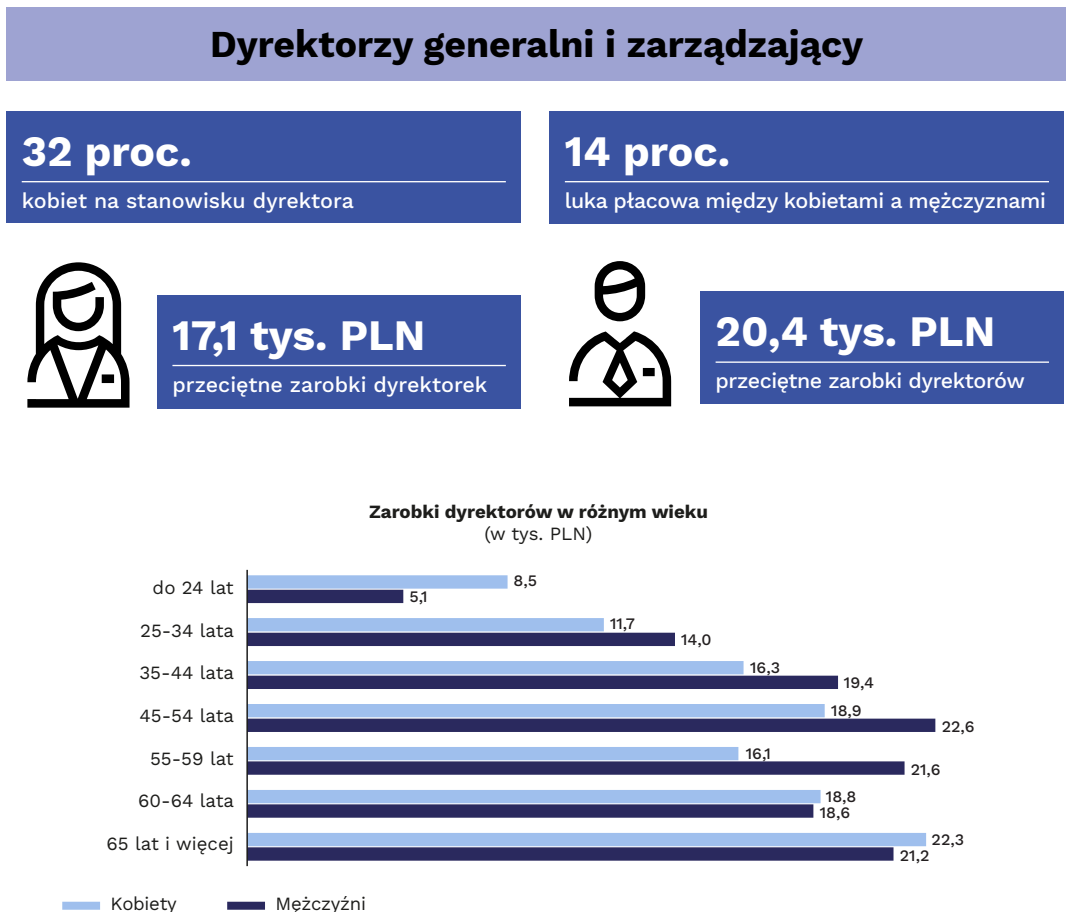 Dyrektorzy generalni i zarządzający
32 proc.
kobiet na stanowisku dyrektora
14 proc.
luka płacowa między kobietami a mężczyznami
17,1 tys. PLN
przeciętne zarobki dyrektorek
20,4 tys. PLN
przeciętne zarobki dyrektorów
Zarobki dyrektorów w różnym wieku
(w tys. PLN)
do 24 lat
8,5
5,1
25-34 lata
11,7
14,0
35-44 lata
16,3
19,4
45-54 lata
18,9
22,6
55-59 lat
16,1
21,6
60-64 lata
18,8
18,6
65 lat i więcej
22,3
21,2
Kobiety
Mężczyźni